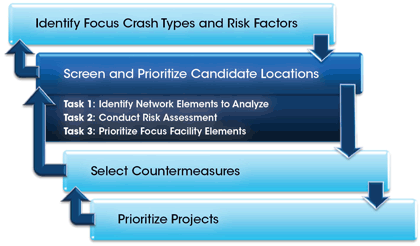 Identify Focus Crash Types and Risk Factors
Screen and Prioritize Candidate Locations
Task 1: Identify Network Elements to Analyze
Task 2: Conduct Risk Assessment
Task 3: Prioritize Focus Facility Elements
Select Countermeasures
Prioritize Projects